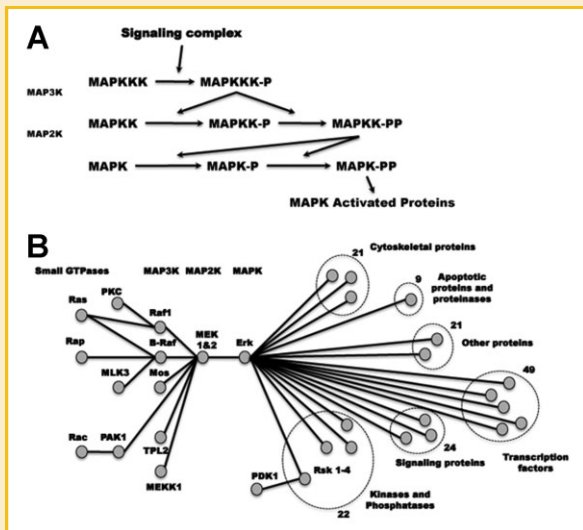 A
Signaling complex
MAPKKK MAPKKK-P
MAP3K
MAPKK MAPKK-P MAPKK-PP
MAP2K
MAPK MAPK-P MAPK-PP
MAPK Activated Proteins
B
21 Cytoskeletal proteins
Small GTPases MAP3K MAP2K MAPK
9 Apoptotic
proteins and
proteinases
PKC
Ras
Raf1
21
Other proteins
Rap B-Raf MEK
1&2 Erk
49
MLK3 Mos
Rac PAK1
TPL2
MEKK1
24
Signaling proteins
Transcription
factors
PDK1 Rsk 1-4
Kinases and
Phosphatases
22